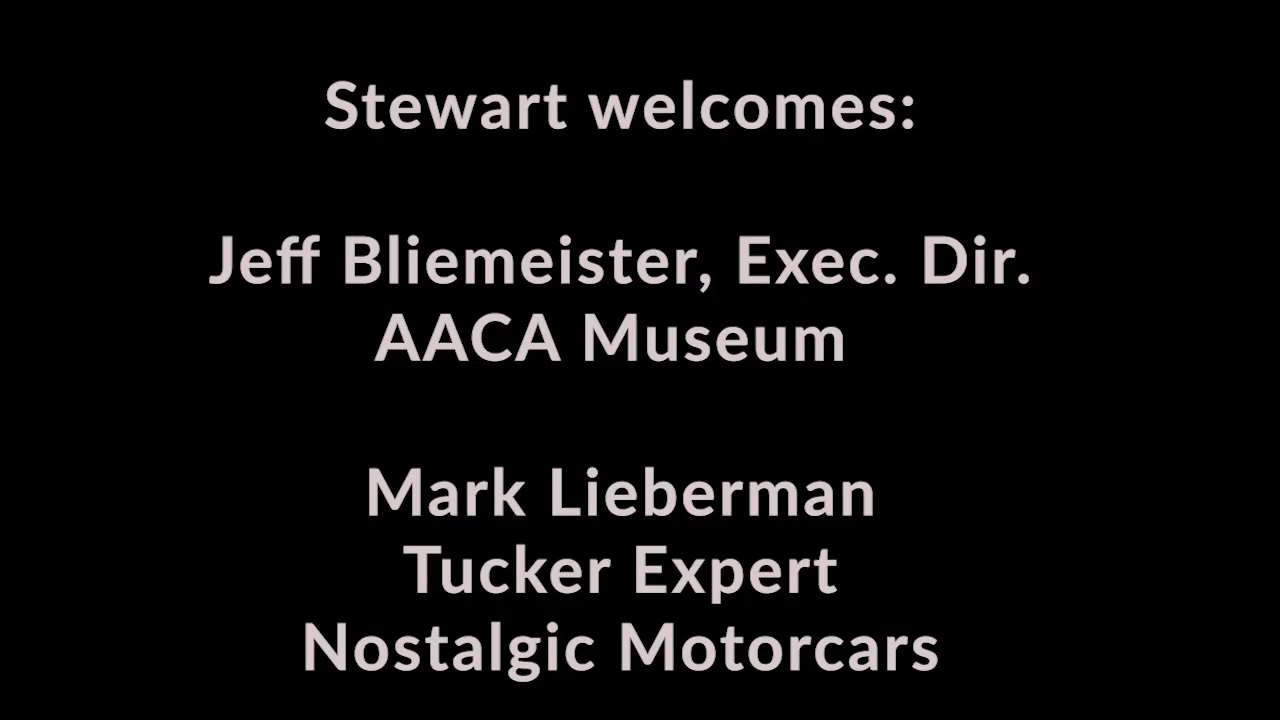 Stewart welcomes:
Jeff Bliemeister, Exec. Dir.
AACA Museum
Mark Lieberman
Tucker Expert
Nostalgic Motorcars